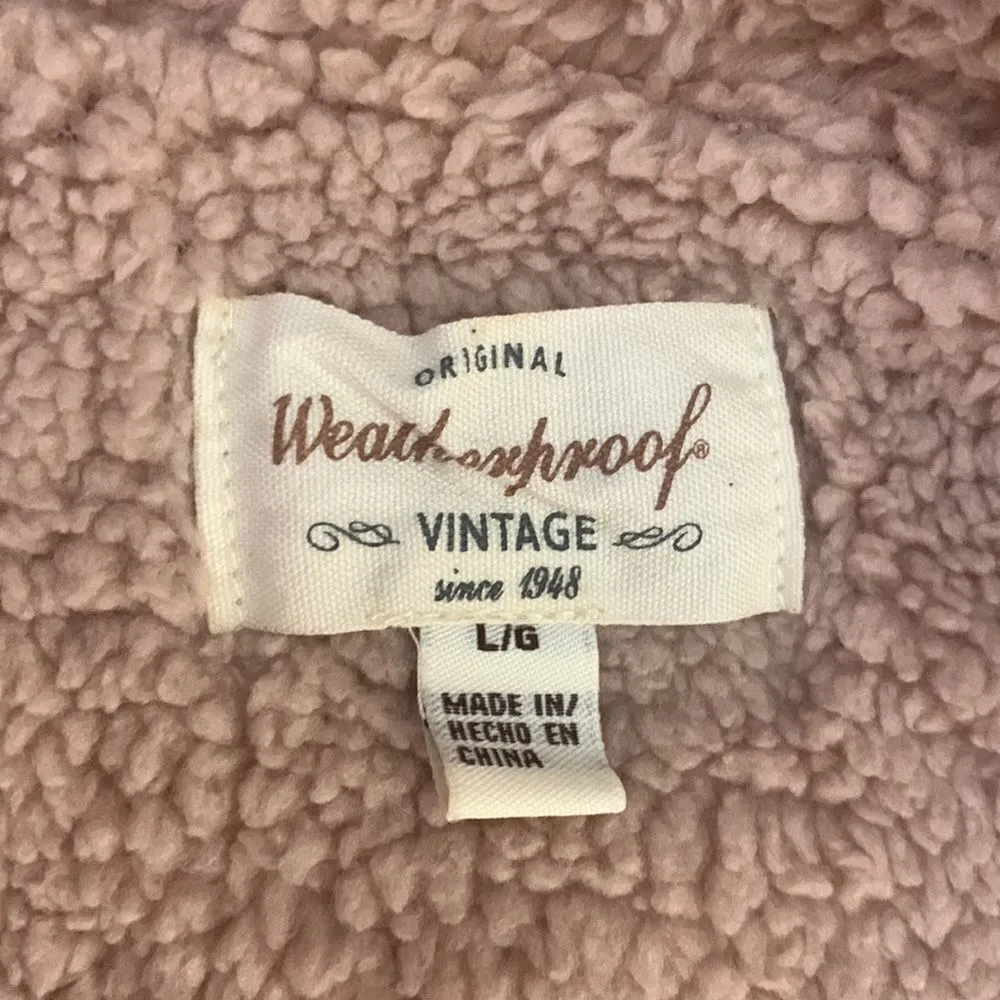 ORIGINAL
Weatherproof®
VINTAGE
since 1948
L/G
MADE IN/
HECHO EN
CHINA